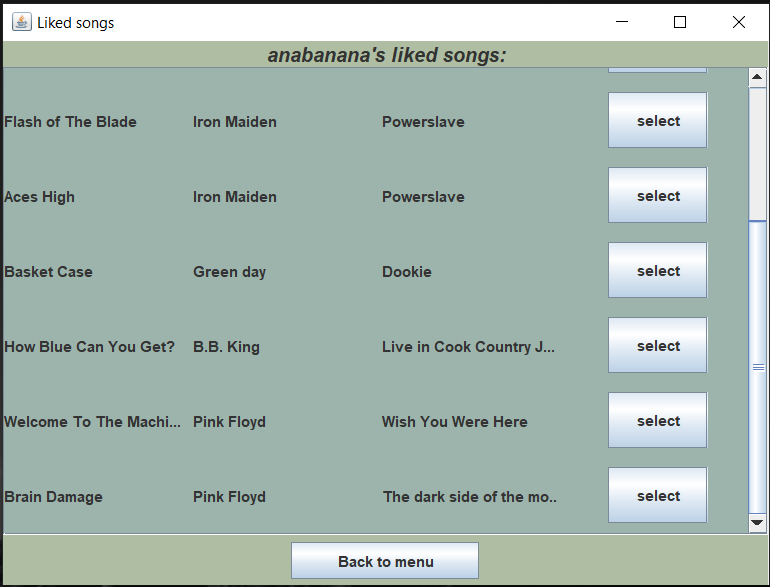 Liked songs
anabanana's liked songs:
Flash of The Blade Iron Maiden Powerslave select
Aces High Iron Maiden Powerslave select
Basket Case Green day Dookie select
How Blue Can You Get? B.B. King Live in Cook Country J... select
Welcome To The Machi... Pink Floyd Wish You Were Here select
Brain Damage Pink Floyd The dark side of the mo.. select
Back to menu